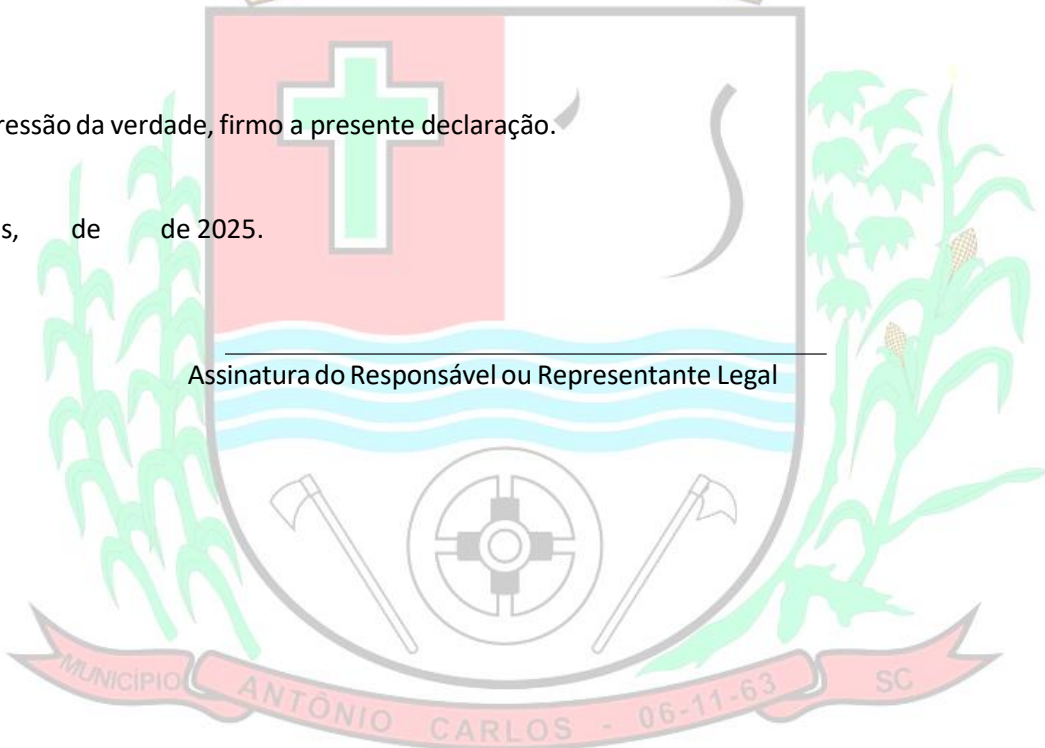 ressão da verdade, firmo a presente declaração.
s, de de 2025.
Assinatura do Responsável ou Representante Legal
MUNICÍPIO ANTÔNIO CARLOS - 06-11-63 SC